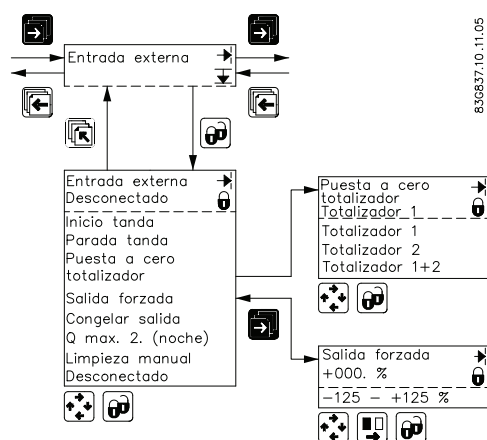 83G837.10.11.05
Entrada externa
Entrada externa
Desconectado
Inicio tanda
Parada tanda
Puesta a cero
totalizador
Salida forzada
Congelar salida
Q max. 2. (noche)
Limpieza manual
Desconectado
Puesta a cero
totalizador
Totalizador 1
Totalizador 1
Totalizador 2
Totalizador 1+2
Salida forzada
+000. %
−125 − +125 %